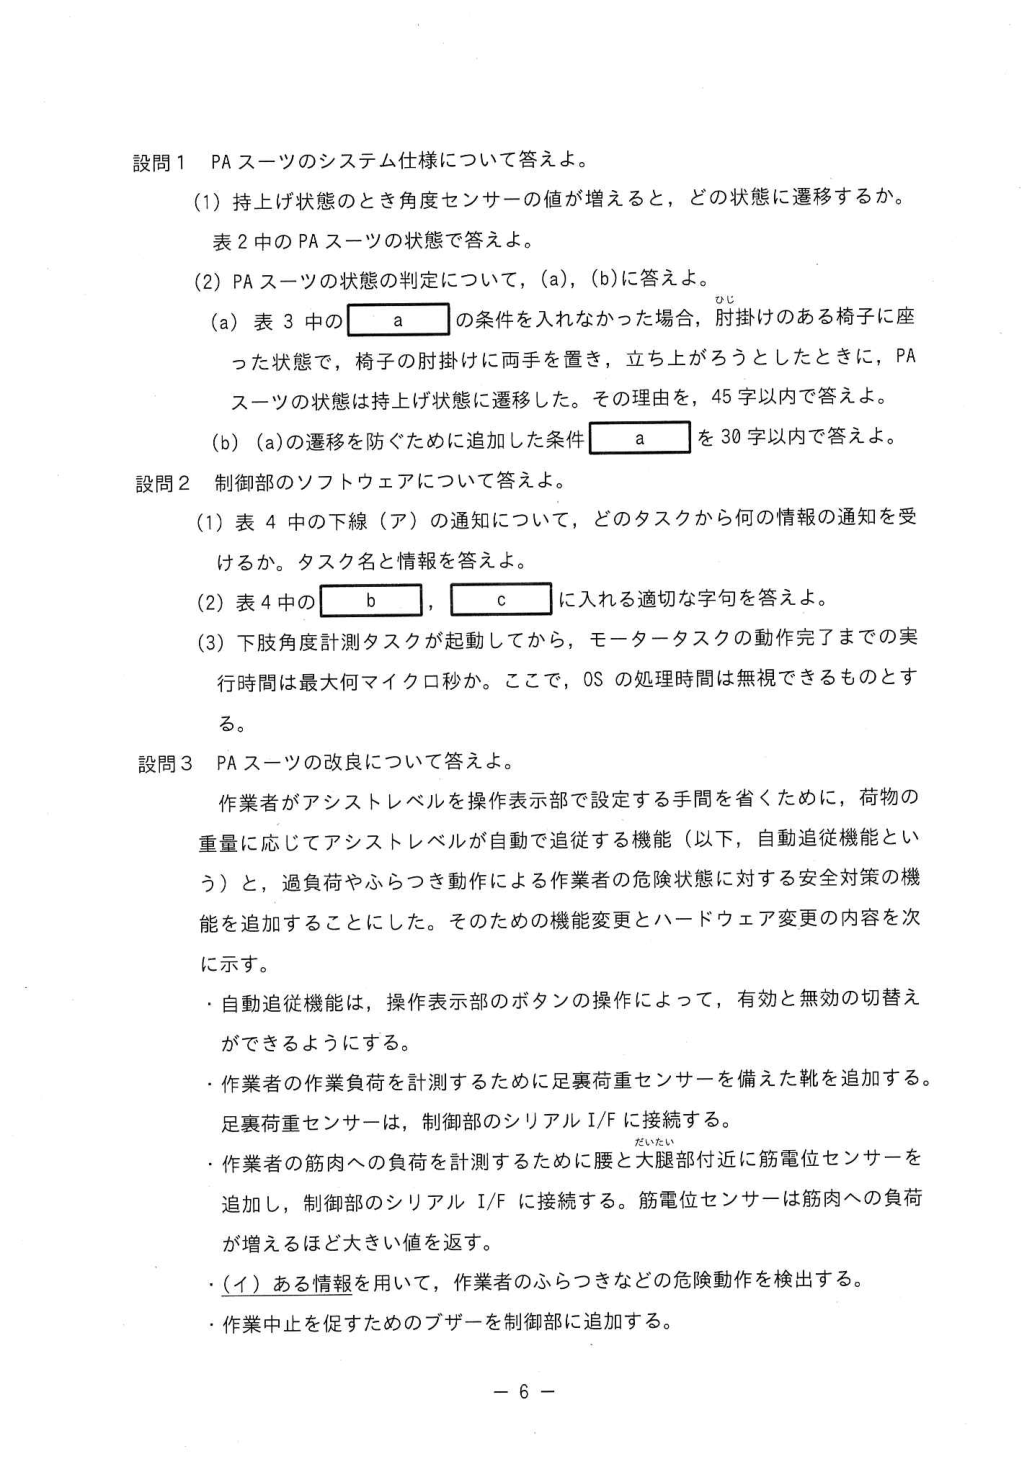 設問1 PAスーツのシステム仕様について答えよ。
(1) 持上げ状態のとき角度センサーの値が増えると，どの状態に遷移するか。
表2中のPAスーツの状態で答えよ。
(2) PAスーツの状態の判定について，(a)，(b)に答えよ。
ひじ
(a) 表3中の a の条件を入れなかった場合，肘掛けのある椅子に座
った状態で，椅子の肘掛けに両手を置き，立ち上がろうとしたときに，PA
スーツの状態は持上げ状態に遷移した。その理由を，45字以内で答えよ。
(b) (a)の遷移を防ぐために追加した条件 a を30字以内で答えよ。
設問2 制御部のソフトウェアについて答えよ。
(1) 表4中の下線（ア）の通知について，どのタスクから何の情報の通知を受
けるか。タスク名と情報を答えよ。
(2) 表4中の b ， c に入れる適切な字句を答えよ。
(3) 下肢角度計測タスクが起動してから，モータータスクの動作完了までの実
行時間は最大何マイクロ秒か。ここで，OSの処理時間は無視できるものとす
る。
設問3 PAスーツの改良について答えよ。
作業者がアシストレベルを操作表示部で設定する手間を省くために，荷物の
重量に応じてアシストレベルが自動で追従する機能（以下，自動追従機能とい
う）と，過負荷やふらつき動作による作業者の危険状態に対する安全対策の機
能を追加することにした。そのための機能変更とハードウェア変更の内容を次
に示す。
・自動追従機能は，操作表示部のボタンの操作によって，有効と無効の切替え
ができるようにする。
・作業者の作業負荷を計測するために足裏荷重センサーを備えた靴を追加する。
足裏荷重センサーは，制御部のシリアルI/Fに接続する。
だいたい
・作業者の筋肉への負荷を計測するために腰と大腿部付近に筋電位センサーを
追加し，制御部のシリアル I/F に接続する。筋電位センサーは筋肉への負荷
が増えるほど大きい値を返す。
・（イ）ある情報を用いて，作業者のふらつきなどの危険動作を検出する。
・作業中止を促すためのブザーを制御部に追加する。
― 6 ―